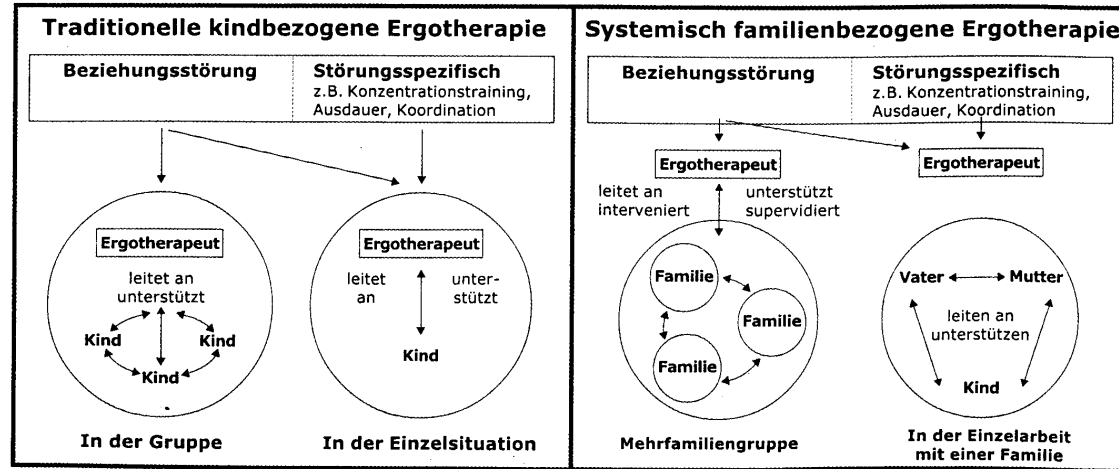 Traditionelle kindbezogene Ergotherapie
Beziehungsstörung
Störungsspezifisch
z.B. Konzentrationstraining,
Ausdauer, Koordination
Ergotherapeut
leitet an
unterstützt
Kind
Kind
Kind
In der Gruppe
Ergotherapeut
leitet
an
unter-
stützt
Kind
In der Einzelsituation
Systemisch familienbezogene Ergotherapie
Beziehungsstörung
Störungsspezifisch
z.B. Konzentrationstraining,
Ausdauer, Koordination
Ergotherapeut
leitet an
interveniert
unterstützt
supervidiert
Familie
Familie
Familie
Mehrfamiliengruppe
Ergotherapeut
Vater
Mutter
leiten an
unterstützen
Kind
In der Einzelarbeit
mit einer Familie